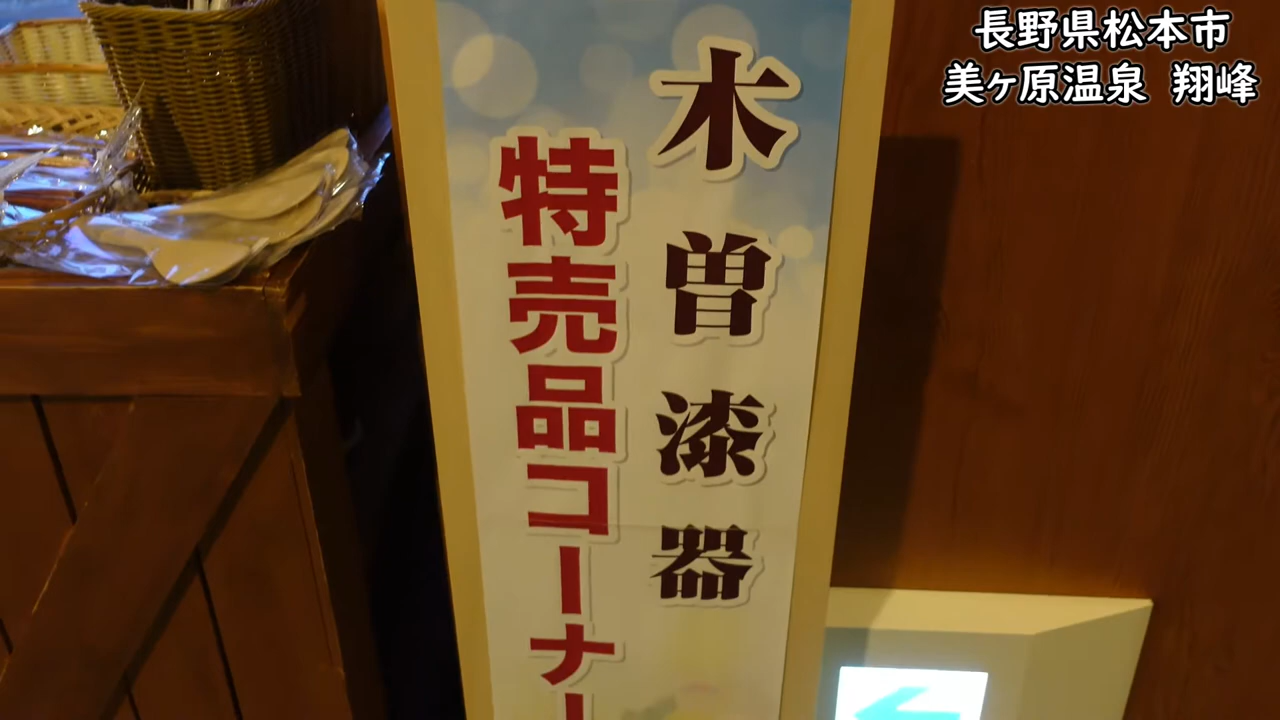 長野県松本市
美ヶ原温泉 翔峰
木曽漆器
特売品コーナー